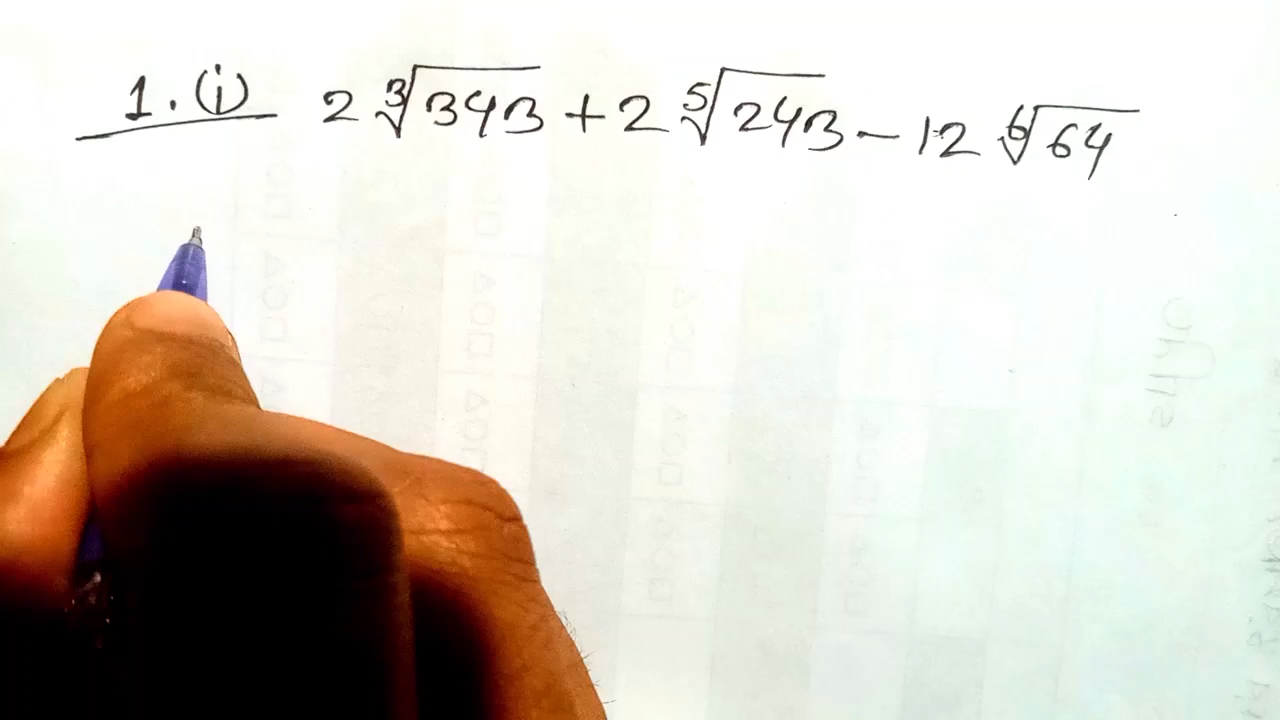 1. (i) 2 ∛343 + 2 ⁵√243 − 12 ⁶√64